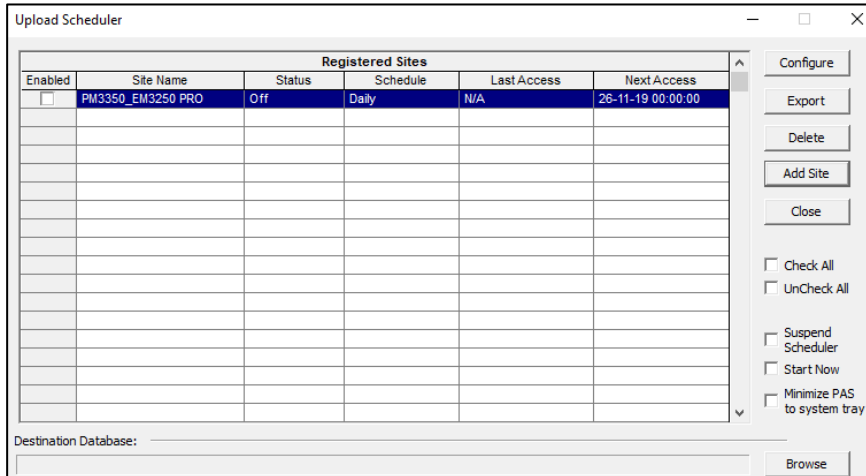 Upload Scheduler
Registered Sites
Enabled Site Name Status Schedule Last Access Next Access
PM3350_EM3250 PRO Off Daily N/A 26-11-19 00:00:00
Configure
Export
Delete
Add Site
Close
Check All
UnCheck All
Suspend
Scheduler
Start Now
Minimize PAS
to system tray
Destination Database:
Browse